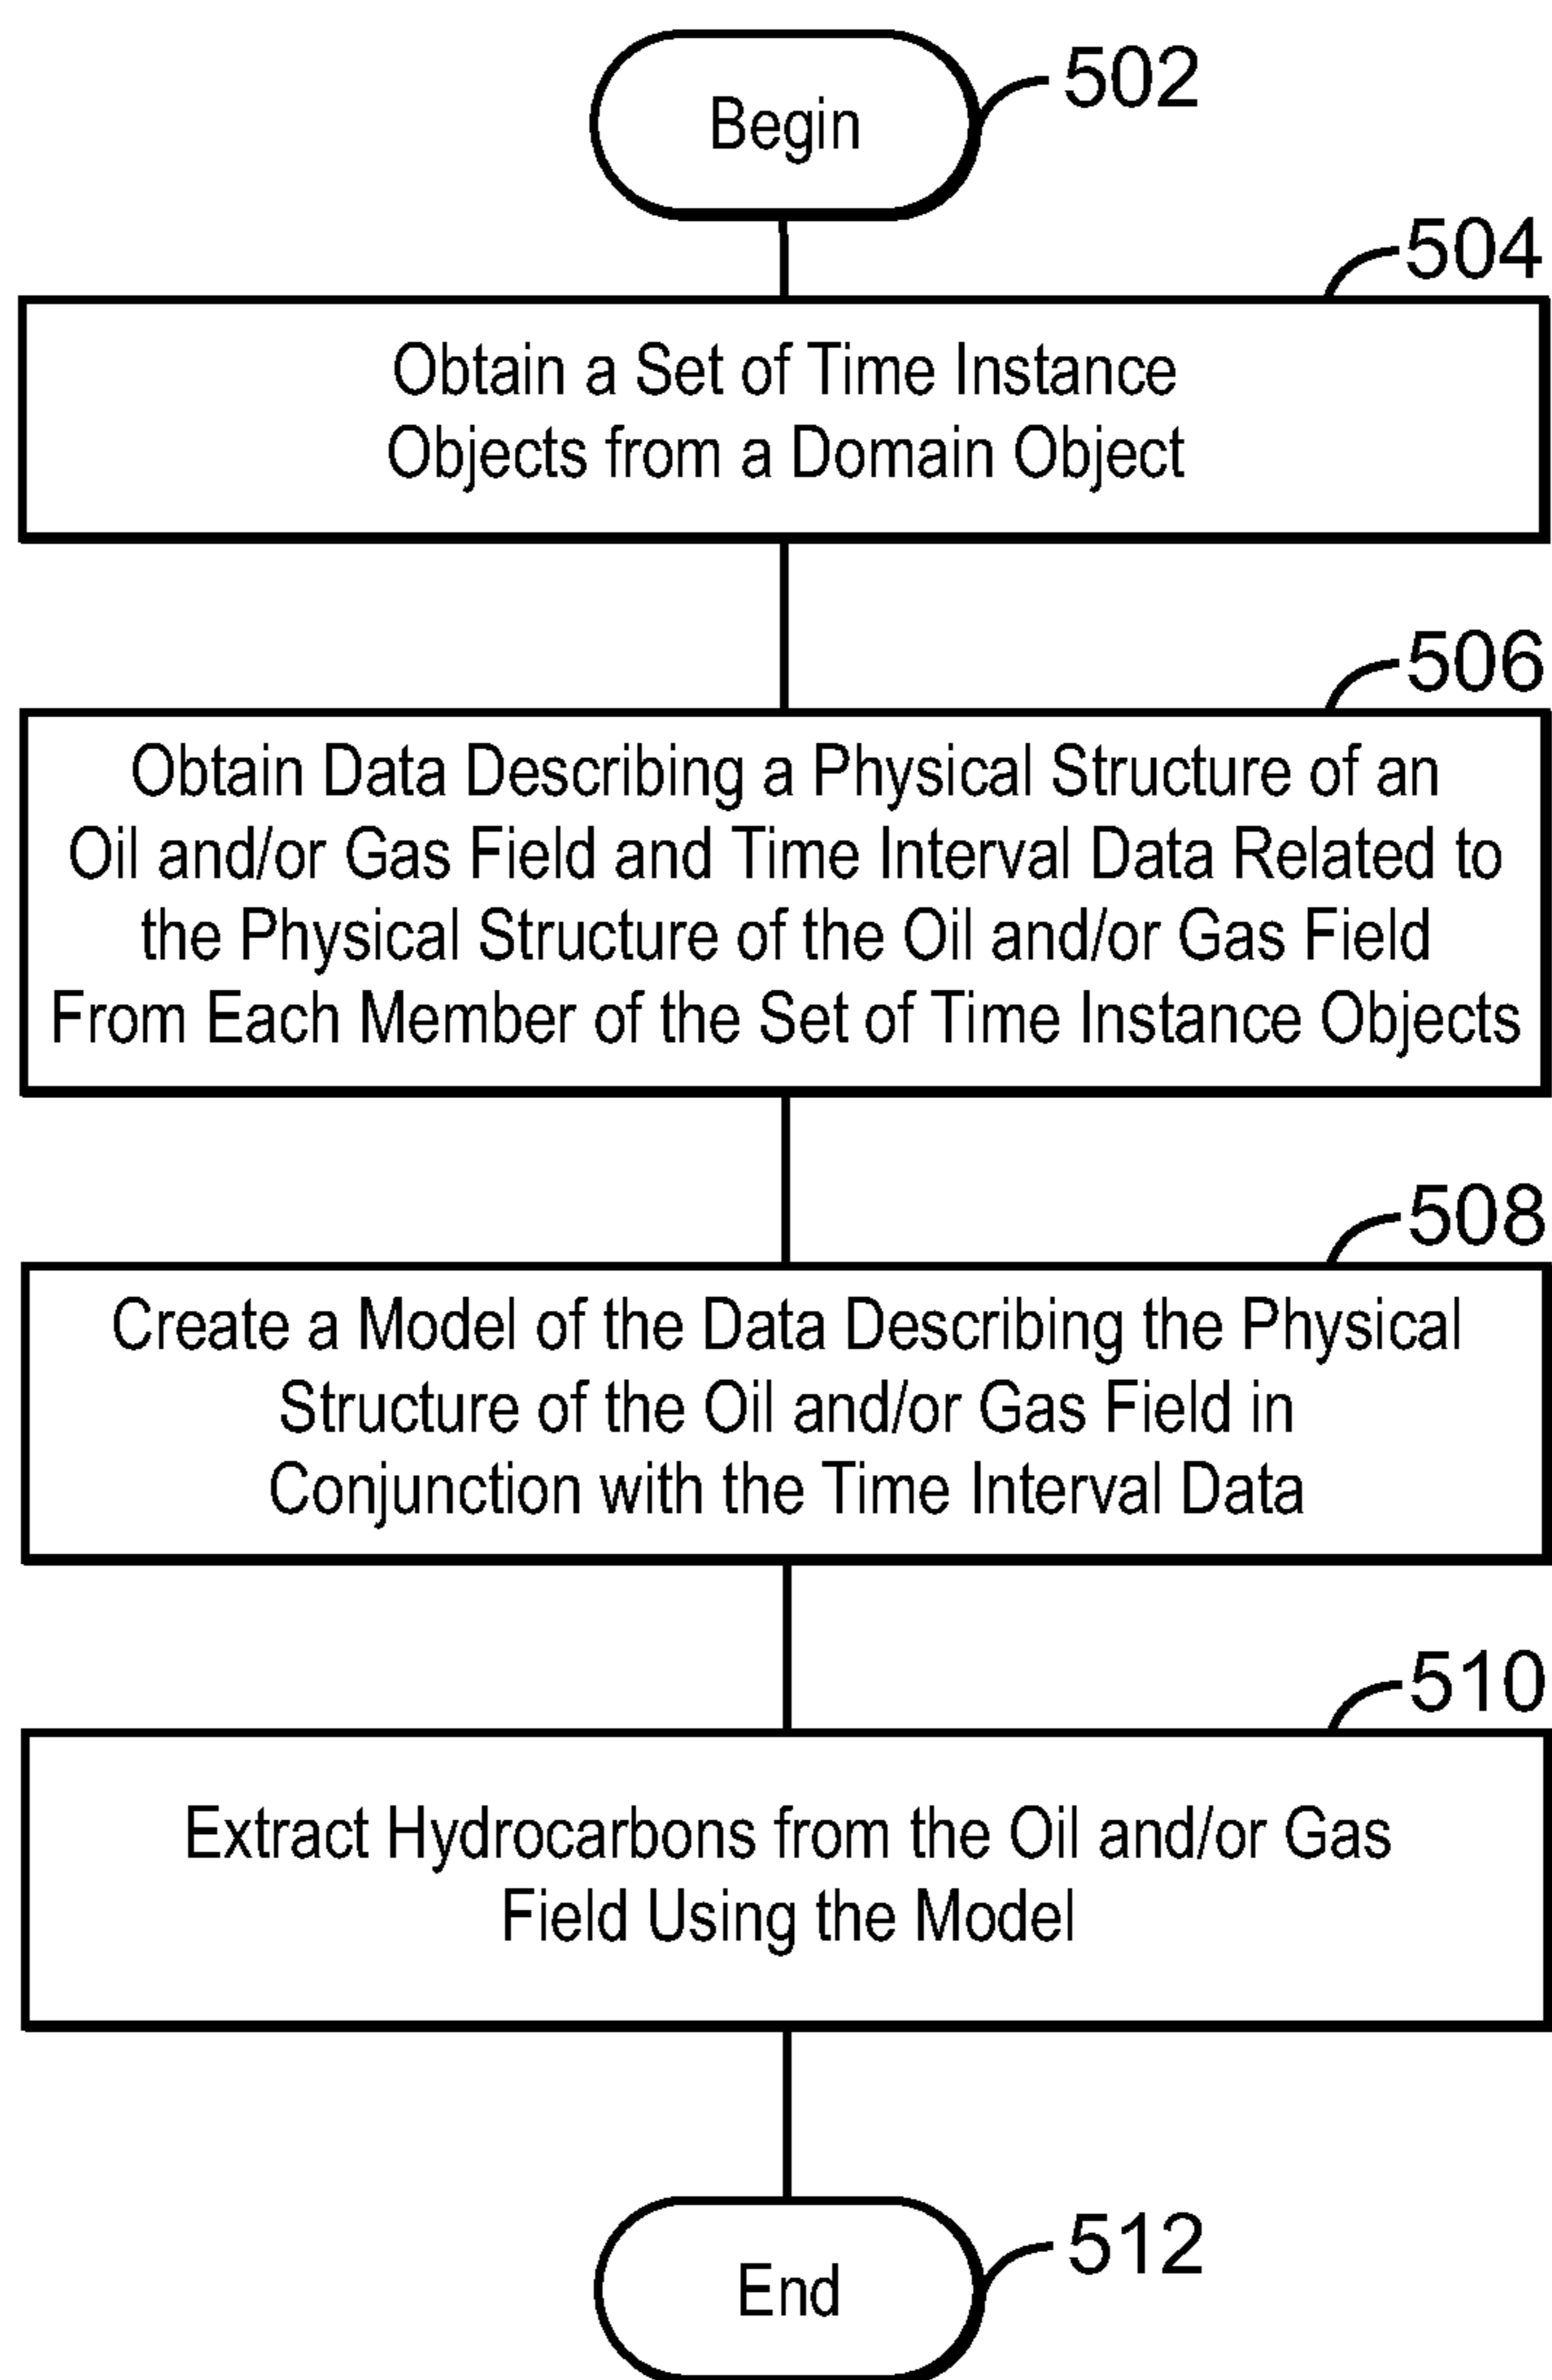 502
Begin
504
Obtain a Set of Time Instance
Objects from a Domain Object
506
Obtain Data Describing a Physical Structure of an
Oil and/or Gas Field and Time Interval Data Related to
the Physical Structure of the Oil and/or Gas Field
From Each Member of the Set of Time Instance Objects
508
Create a Model of the Data Describing the Physical
Structure of the Oil and/or Gas Field in
Conjunction with the Time Interval Data
510
Extract Hydrocarbons from the Oil and/or Gas
Field Using the Model
512
End